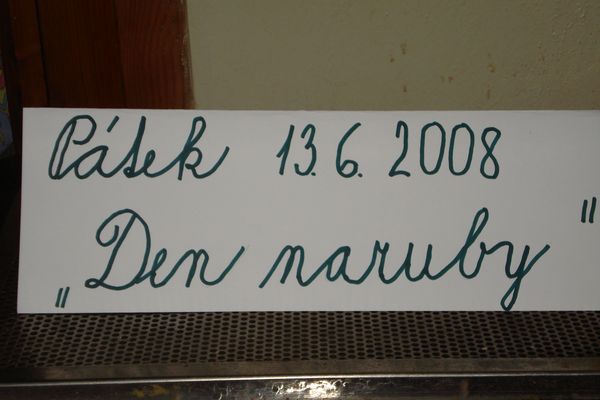 Pátek 13. 6. 2008
„Den naruby"